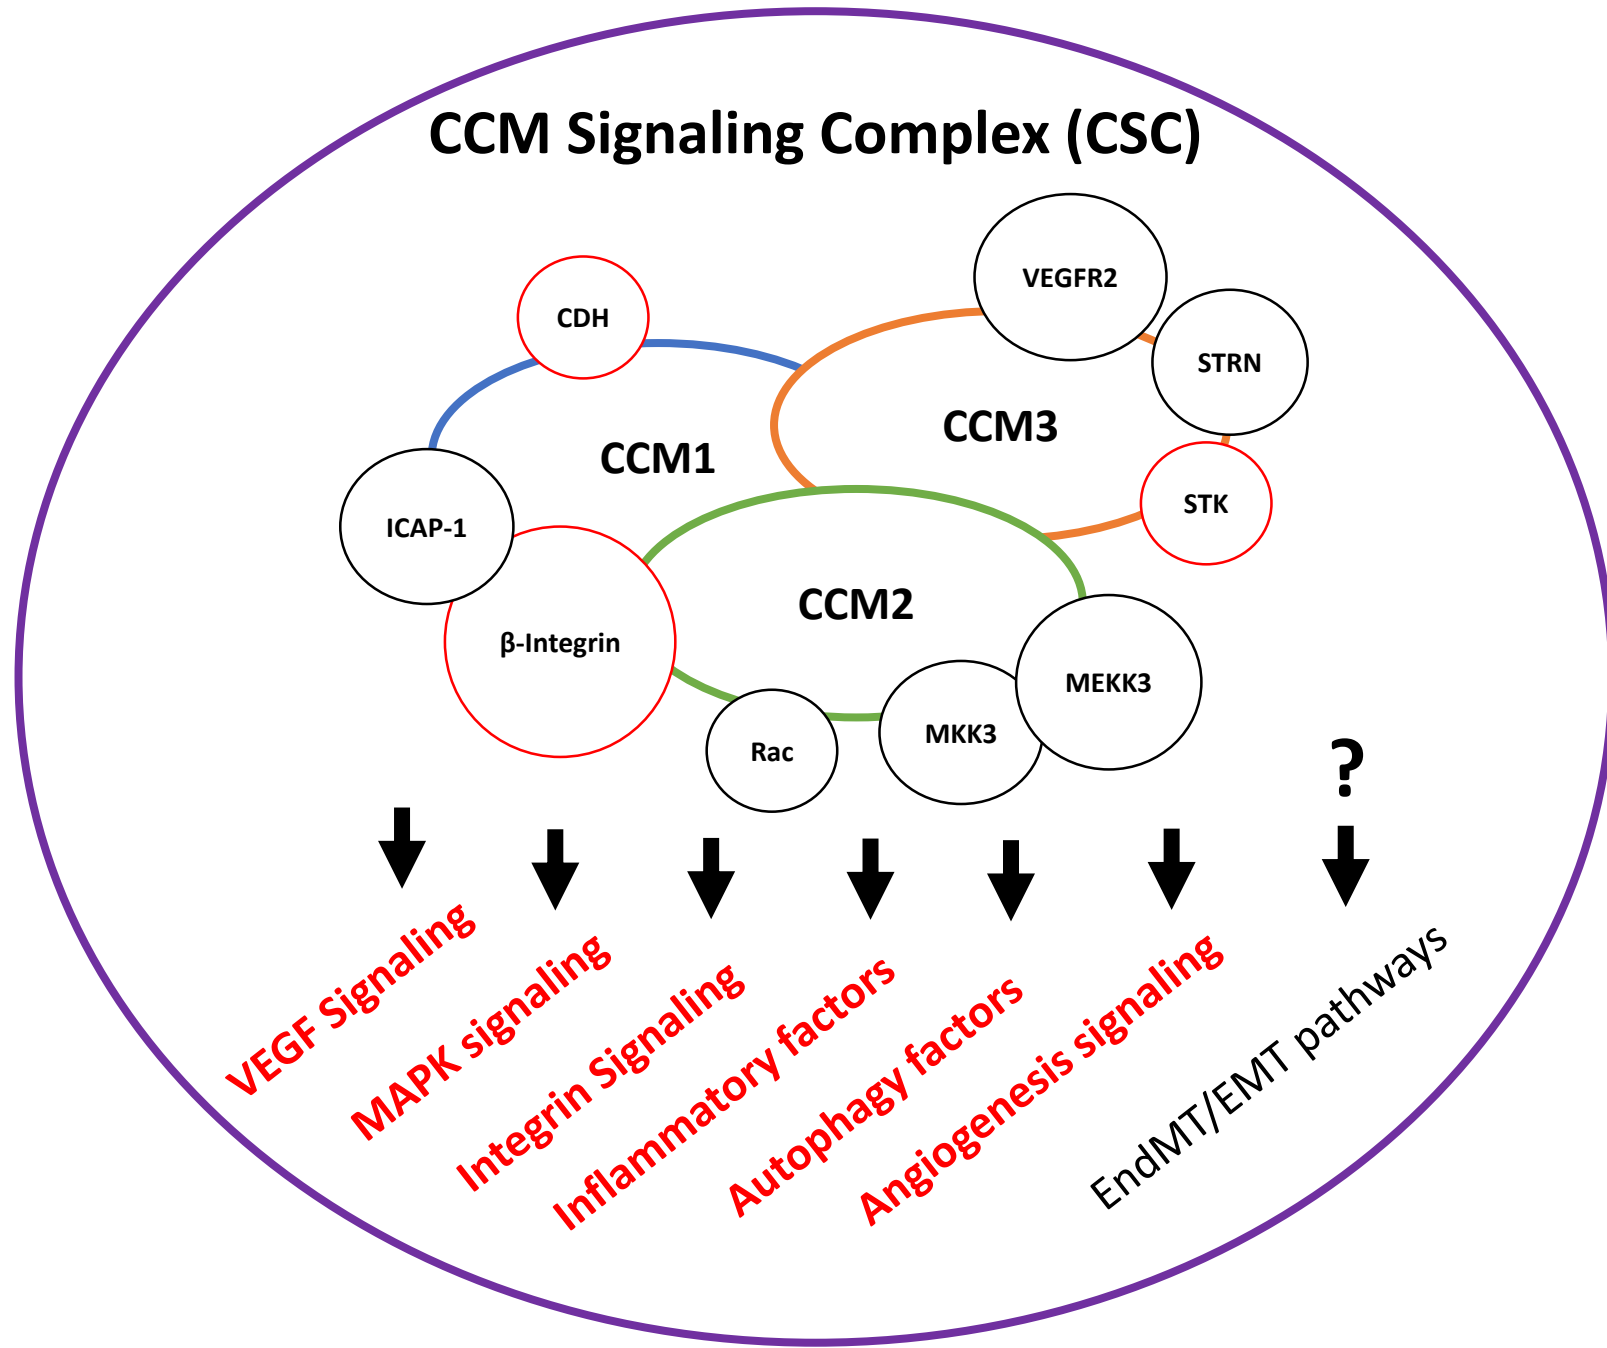 CCM Signaling Complex (CSC)
VEGFR2
CDH
STRN
CCM3
CCM1
STK
ICAP-1
CCM2
β-Integrin
MEKK3
MKK3
Rac
?
VEGF Signaling
MAPK signaling
Integrin Signaling
Inflammatory factors
Autophagy factors
Angiogenesis signaling
EndMT/EMT pathways